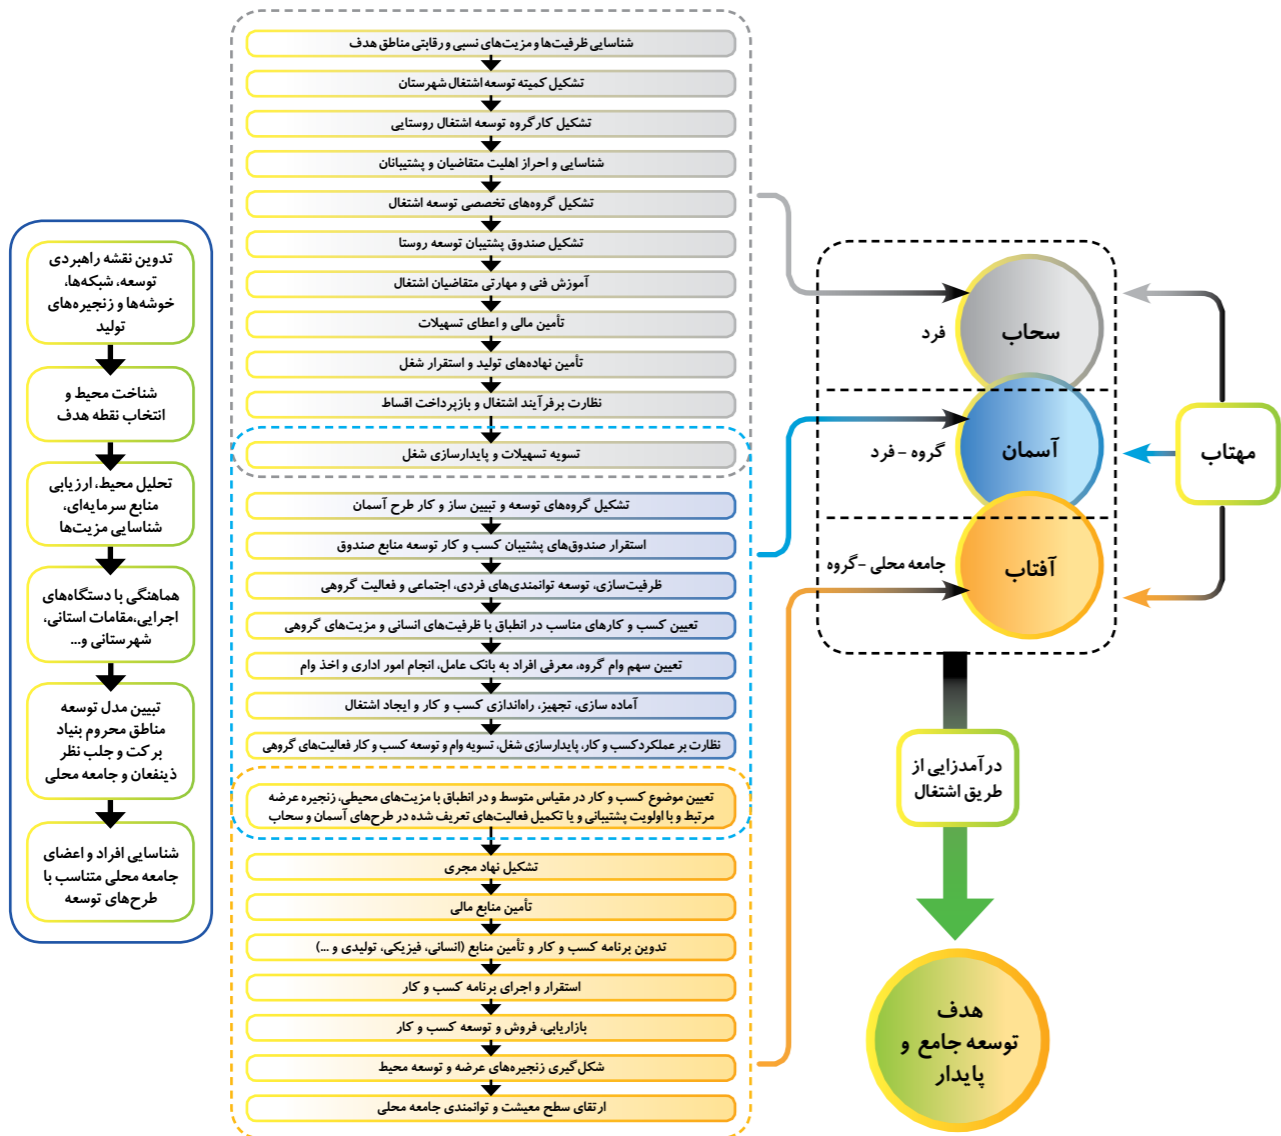 مهتاب
سحاب
فرد
آسمان
گروه - فرد
آفتاب
جامعه محلی -گروه
درآمدزایی از
طریق اشتغال
هدف
توسعه جامع و
پایدار
شناسایی ظرفیت‌ها و مزیت‌های نسبی و رقابتی مناطق هدف
تشکیل کمیته توسعه اشتغال شهرستان
تشکیل کارگروه توسعه اشتغال روستایی
شناسایی و احراز اهلیت متقاضیان و پشتیبانان
تشکیل گروه‌های تخصصی توسعه اشتغال
تشکیل صندوق پشتیبان توسعه روستا
آموزش فنی و مهارتی متقاضیان اشتغال
تأمین مالی و اعطای تسهیلات
تأمین نهاده‌های تولید و استقرار شغل
نظارت برفرآیند اشتغال و بازپرداخت اقساط
تسویه تسهیلات و پایدارسازی شغل
تشکیل گروه‌های توسعه و تبیین ساز و کار طرح آسمان
استقرار صندوق‌های پشتیبان کسب و کار توسعه منابع صندوق
ظرفیت‌سازی، توسعه توانمندی‌های فردی، اجتماعی و فعالیت گروهی
تعیین کسب و کارهای مناسب در انطباق با ظرفیت‌های انسانی و مزیت‌های گروهی
تعیین سهم وام گروه، معرفی افراد به بانک عامل، انجام امور اداری و اخذ وام
آماده سازی، تجهیز، راه‌اندازی کسب و کار و ایجاد اشتغال
نظارت بر عملکردکسب و کار، پایدارسازی شغل، تسویه وام و توسعه کسب و کار فعالیت‌های گروهی
تعیین موضوع کسب و کار در مقیاس متوسط و در انطباق با مزیت‌های محیطی، زنجیره عرضه
مرتبط و با اولویت پشتیبانی و یا تکمیل فعالیت‌های تعریف شده در طرح‌های آسمان و سحاب
تشکیل نهاد مجری
تأمین منابع مالی
تدوین برنامه کسب و کار و تأمین منابع (انسانی، فیزیکی، تولیدی و ...)
استقرار و اجرای برنامه کسب و کار
بازاریابی، فروش و توسعه کسب و کار
شکل‌گیری زنجیره‌های عرضه و توسعه محیط
ارتقای سطح معیشت و توانمندی جامعه محلی
تدوین نقشه راهبردی
توسعه، شبکه‌ها،
خوشه‌ها و زنجیره‌های
تولید
شناخت محیط و
انتخاب نقطه هدف
تحلیل محیط، ارزیابی
منابع سرمایه‌ای،
شناسایی مزیت‌ها
هماهنگی با دستگاه‌های
اجرایی،مقامات استانی،
شهرستانی و...
تبیین مدل توسعه
مناطق محروم بنیاد
برکت و جلب نظر
ذینفعان و جامعه محلی
شناسایی افراد و اعضای
جامعه محلی متناسب با
طرح‌های توسعه